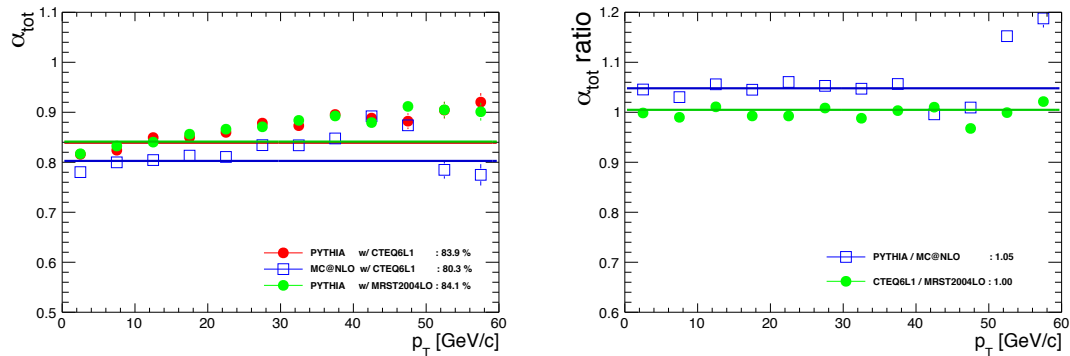 α_tot
1
0.9
0.8
0.7
0.6
0.5
PYTHIA w/ CTEQ6L1 : 83.9 %
MC@NLO w/ CTEQ6L1 : 80.3 %
PYTHIA w/ MRST2004LO : 84.1 %
0 10 20 30 40 50 60
p_T [GeV/c]
α_tot ratio
1.2
1.1
1
0.9
0.8
0.7
0.6
PYTHIA / MC@NLO : 1.05
CTEQ6L1 / MRST2004LO : 1.00
0 10 20 30 40 50 60
p_T [GeV/c]